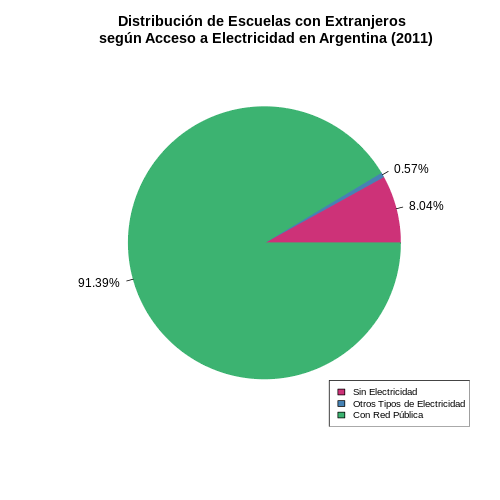 Distribución de Escuelas con Extranjeros
según Acceso a Electricidad en Argentina (2011)
0.57%
8.04%
91.39%
Sin Electricidad
Otros Tipos de Electricidad
Con Red Pública